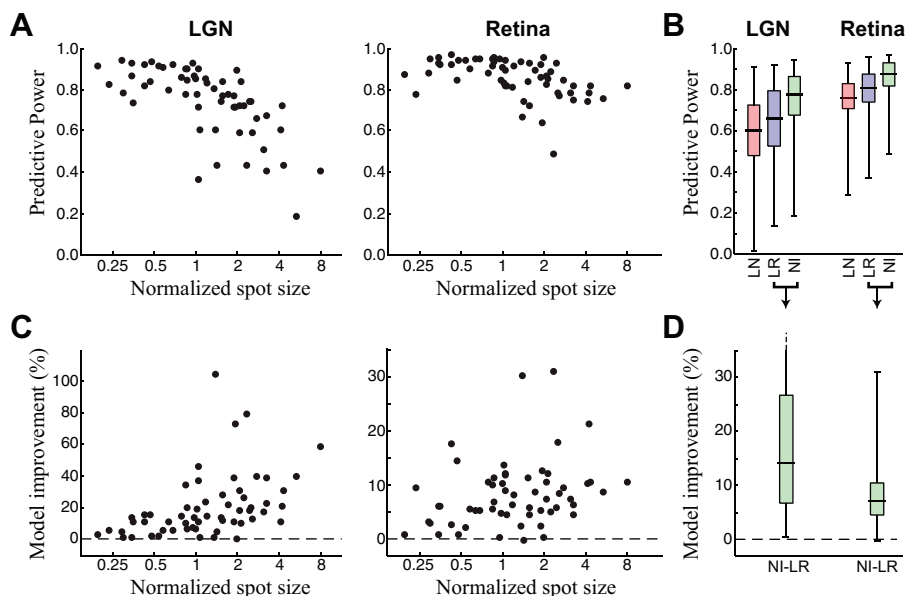 A
LGN
Retina
Predictive Power
1.0
0.8
0.6
0.4
0.2
0.0
0.25 0.5 1 2 4 8
Normalized spot size
1.0
0.8
0.6
0.4
0.2
0.0
0.25 0.5 1 2 4 8
Normalized spot size
B
LGN
Retina
Predictive Power
1.0
0.8
0.6
0.4
0.2
0.0
LN LR NI LN LR NI
C
Model improvement (%)
100
80
60
40
20
0
0.25 0.5 1 2 4 8
Normalized spot size
30
20
10
0
0.25 0.5 1 2 4 8
Normalized spot size
D
Model improvement (%)
30
20
10
0
NI-LR NI-LR